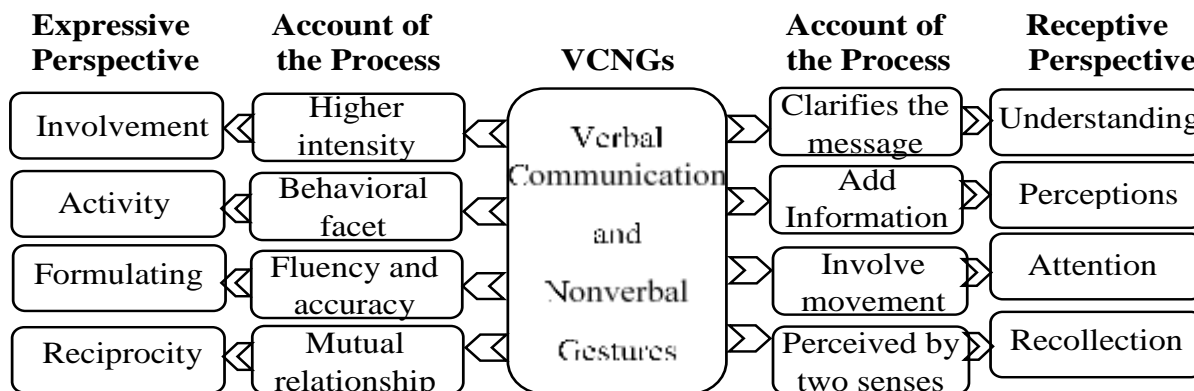 Expressive Perspective
Account of the Process
VCNGs
Account of the Process
Receptive Perspective
Involvement
Higher intensity
Verbal Communication and Nonverbal Gestures
Clarifies the message
Understanding
Activity
Behavioral facet
Add Information
Perceptions
Formulating
Fluency and accuracy
Involve movement
Attention
Reciprocity
Mutual relationship
Perceived by two senses
Recollection